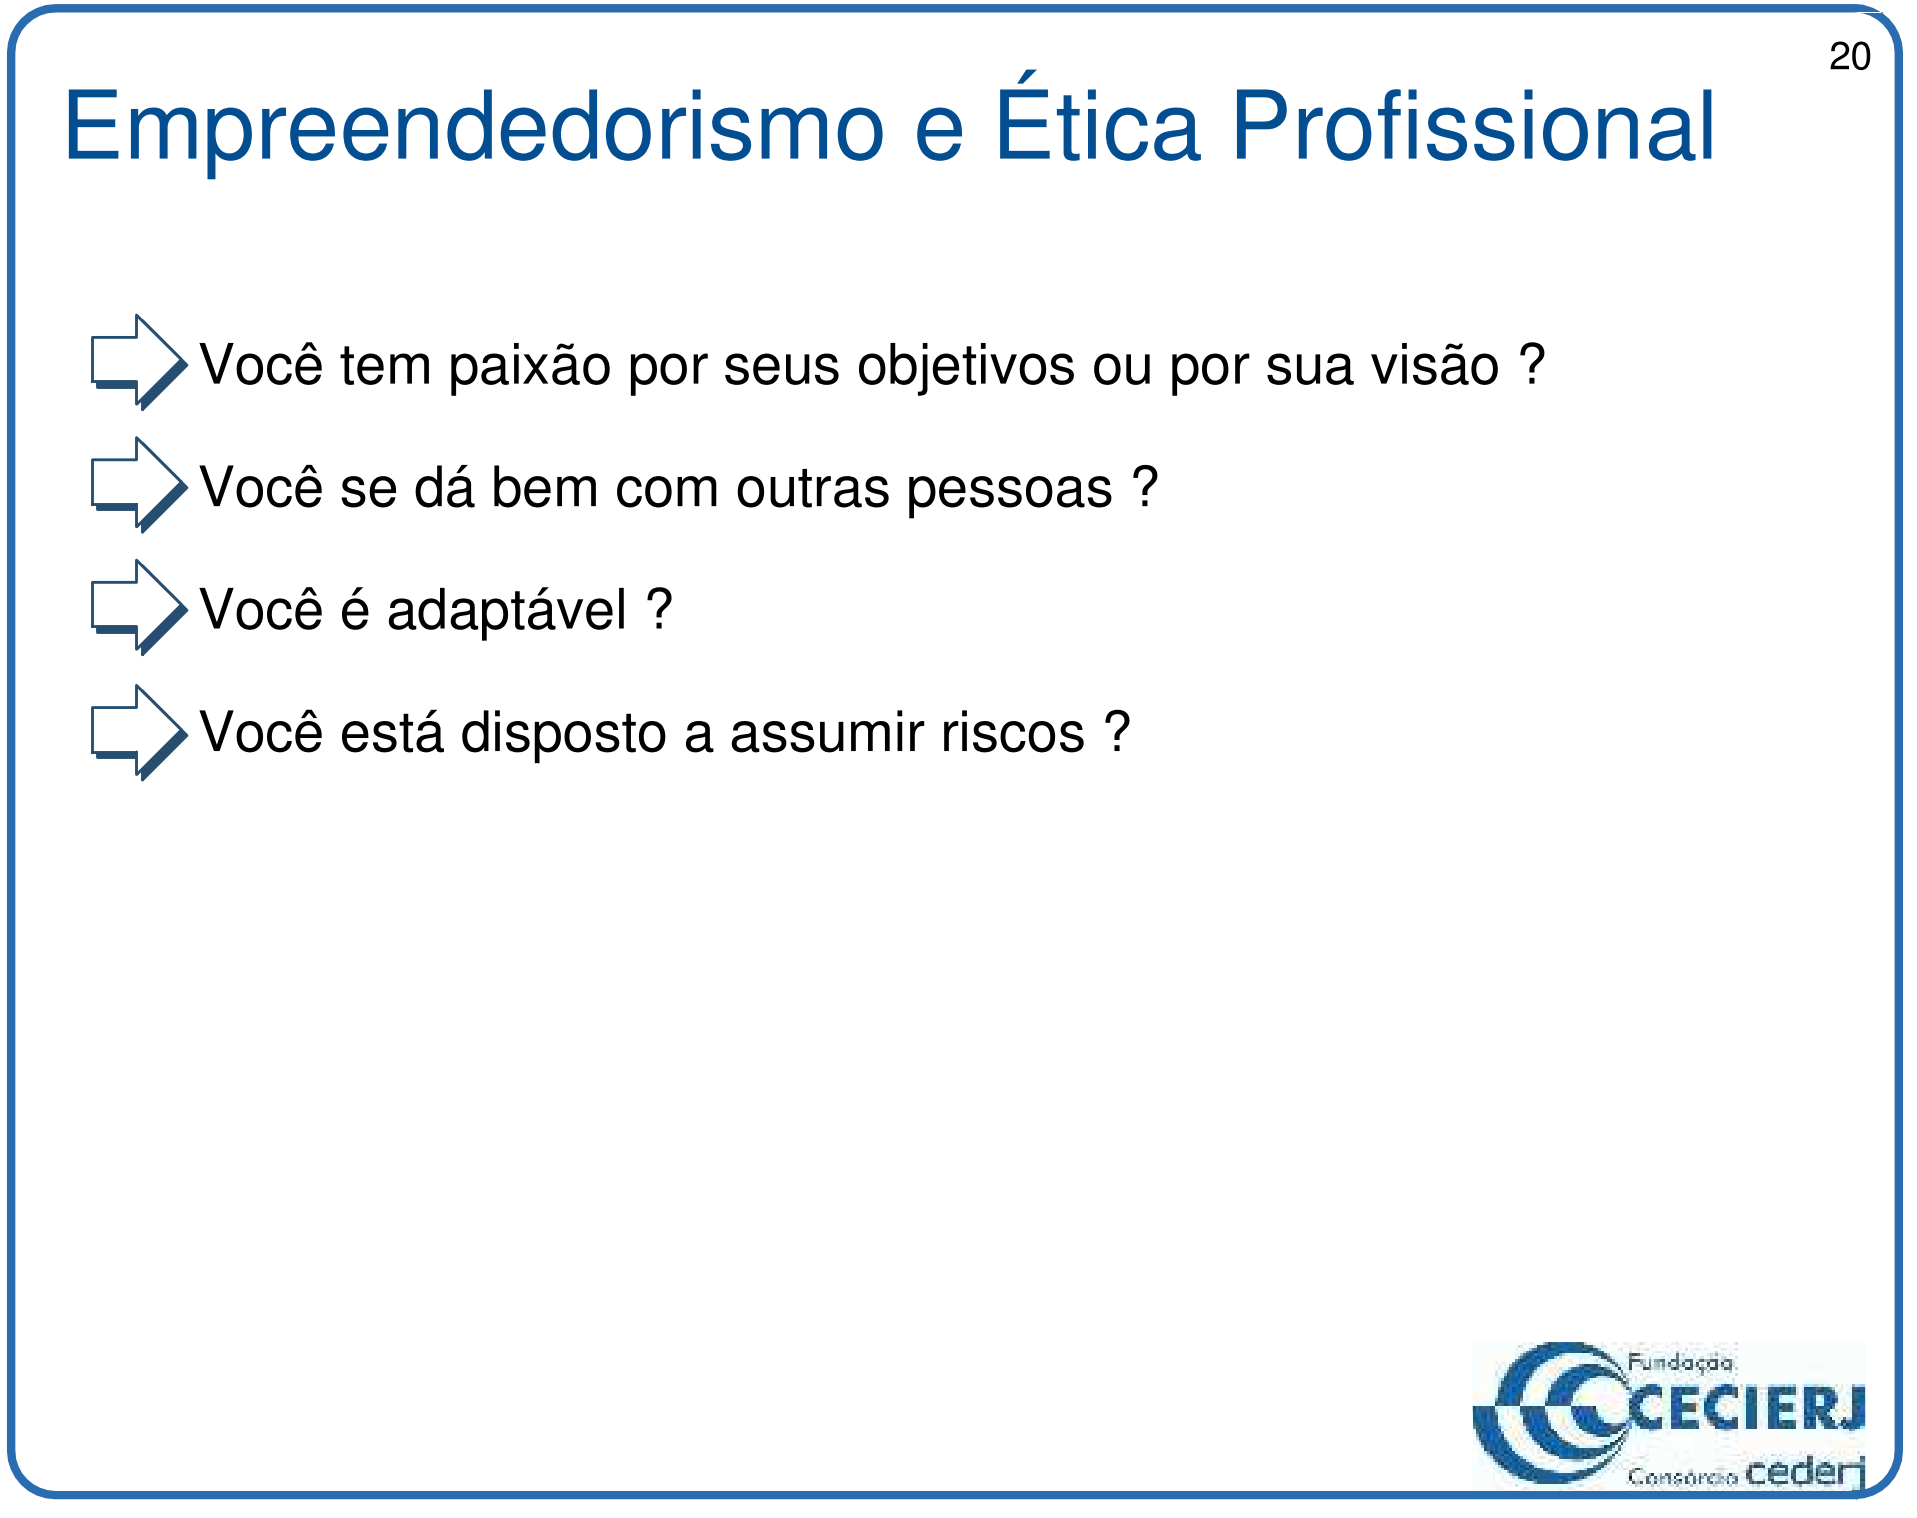 20
Empreendedorismo e Ética Profissional
Você tem paixão por seus objetivos ou por sua visão ?
Você se dá bem com outras pessoas ?
Você é adaptável ?
Você está disposto a assumir riscos ?
Fundação
CECIERJ
Consórcio cederj